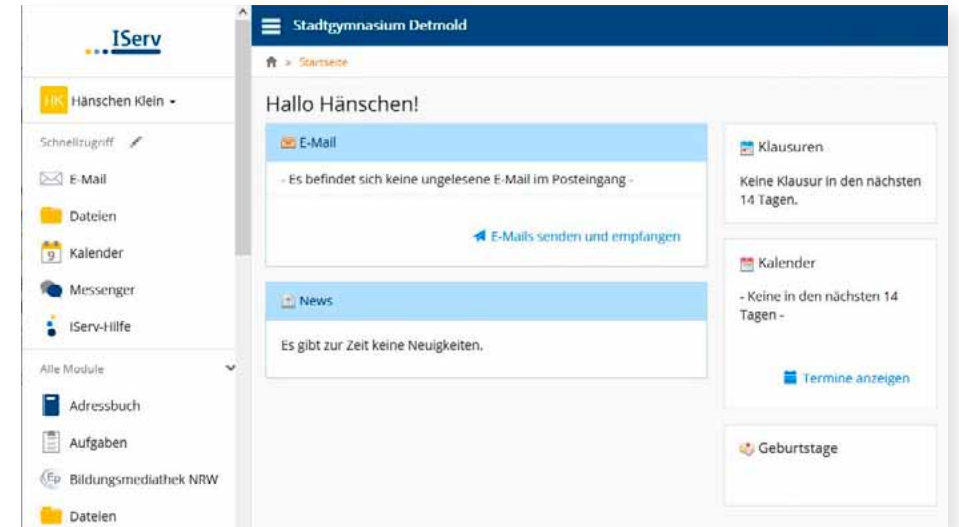 IServ
HK Hänschen Klein
Schnellzugriff
E-Mail
Dateien
9 Kalender
Messenger
IServ-Hilfe
Alle Module
Adressbuch
Aufgaben
Ep Bildungsmediathek NRW
Dateien
Stadtgymnasium Detmold
» Startseite
Hallo Hänschen!
E-Mail
- Es befindet sich keine ungelesene E-Mail im Posteingang -
E-Mails senden und empfangen
News
Es gibt zur Zeit keine Neuigkeiten.
Klausuren
Keine Klausur in den nächsten
14 Tagen.
Kalender
- Keine in den nächsten 14
Tagen -
Termine anzeigen
Geburtstage